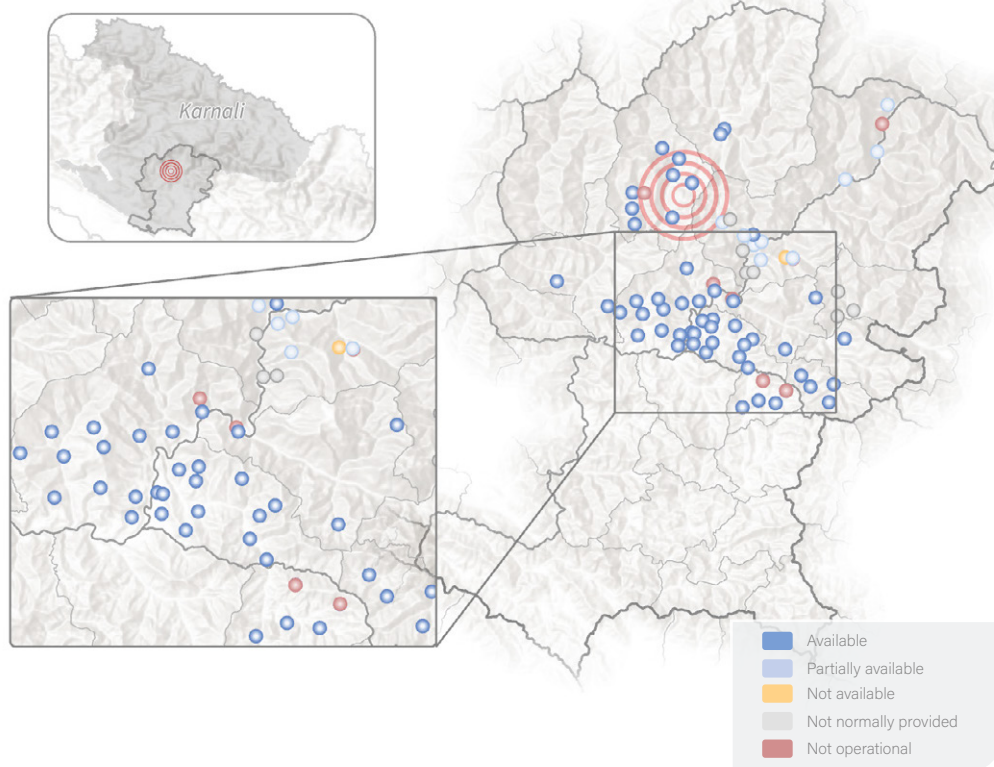 Karnali
Available
Partially available
Not available
Not normally provided
Not operational